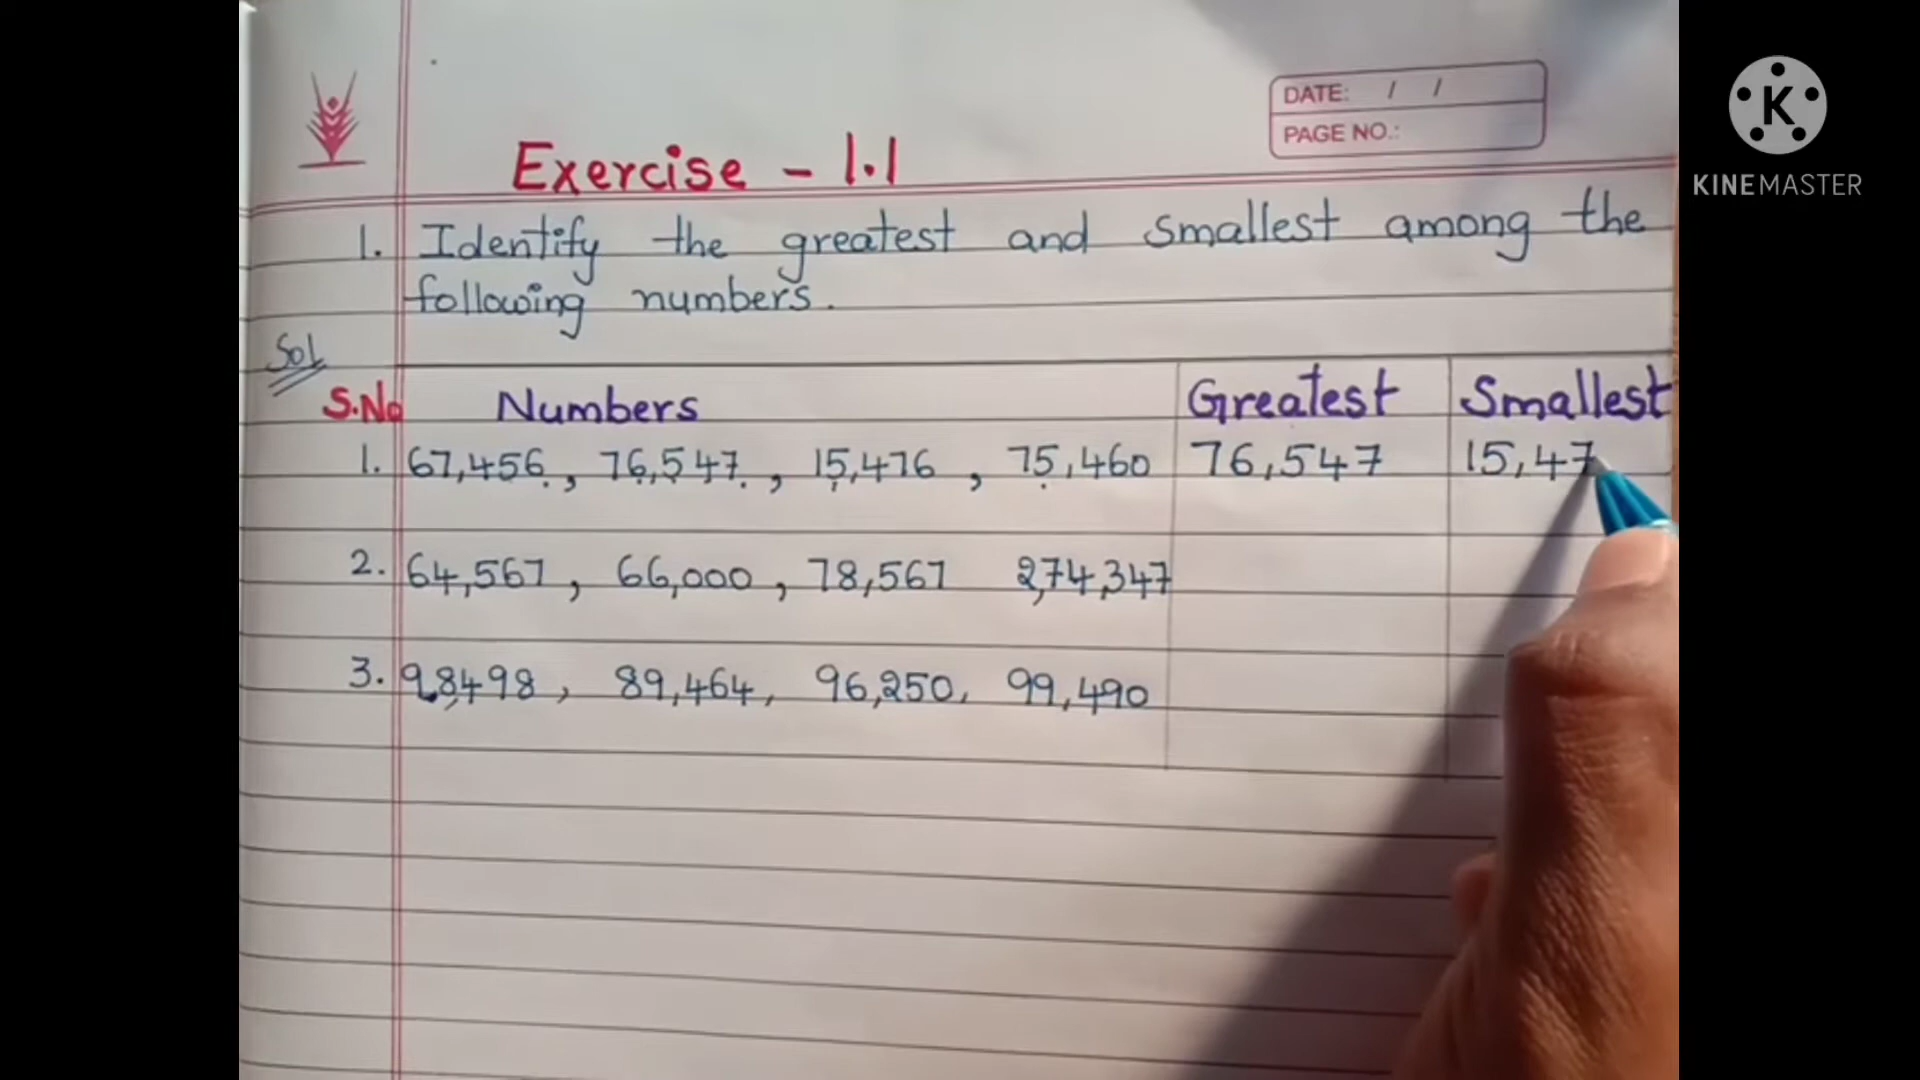 DATE: / /
PAGE NO.:
Exercise - 1.1
1. Identify the greatest and smallest among the
following numbers.
Sol
S.No Numbers Greatest Smallest
1. 67,456, 76,547, 15,476, 75,460 76,547 15,47
2. 64,567, 66,000, 78,567 2,74,347
3. 98,498, 89,464, 96,250, 99,490
K
KINEMASTER